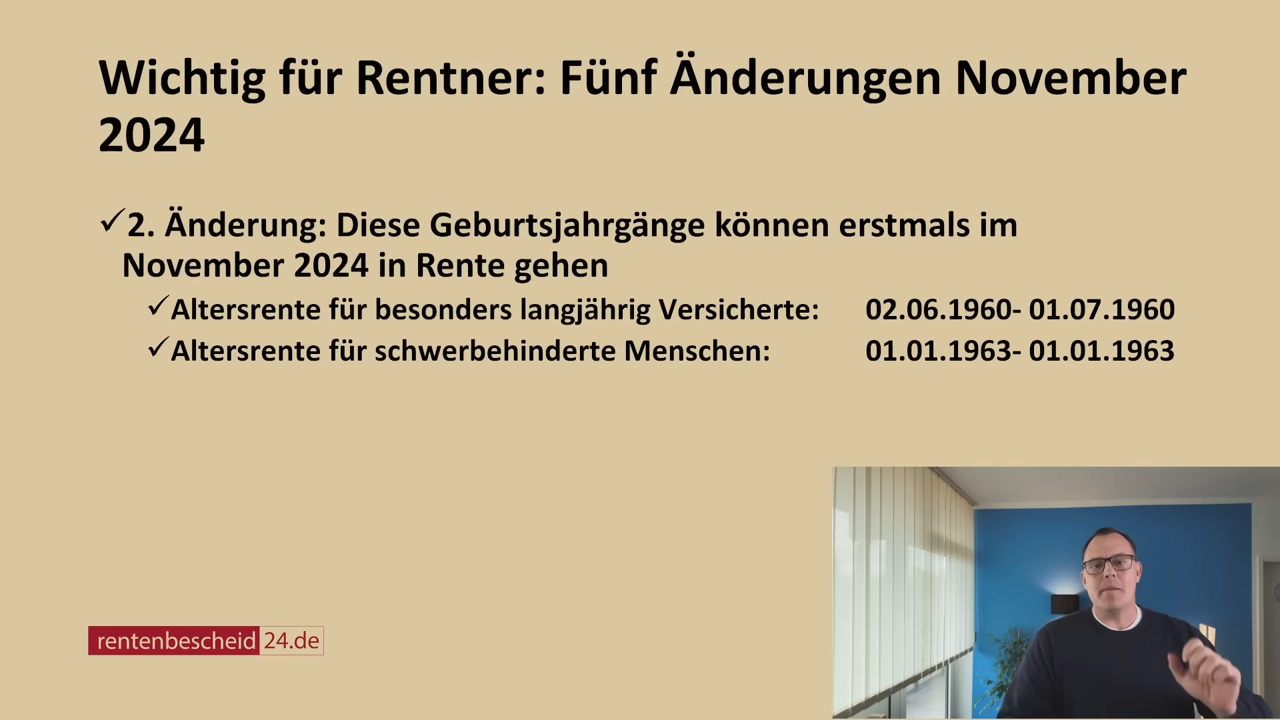 Wichtig für Rentner: Fünf Änderungen November
2024
✓2. Änderung: Diese Geburtsjahrgänge können erstmals im
November 2024 in Rente gehen
✓Altersrente für besonders langjährig Versicherte: 02.06.1960- 01.07.1960
✓Altersrente für schwerbehinderte Menschen: 01.01.1963- 01.01.1963
rentenbescheid 24.de